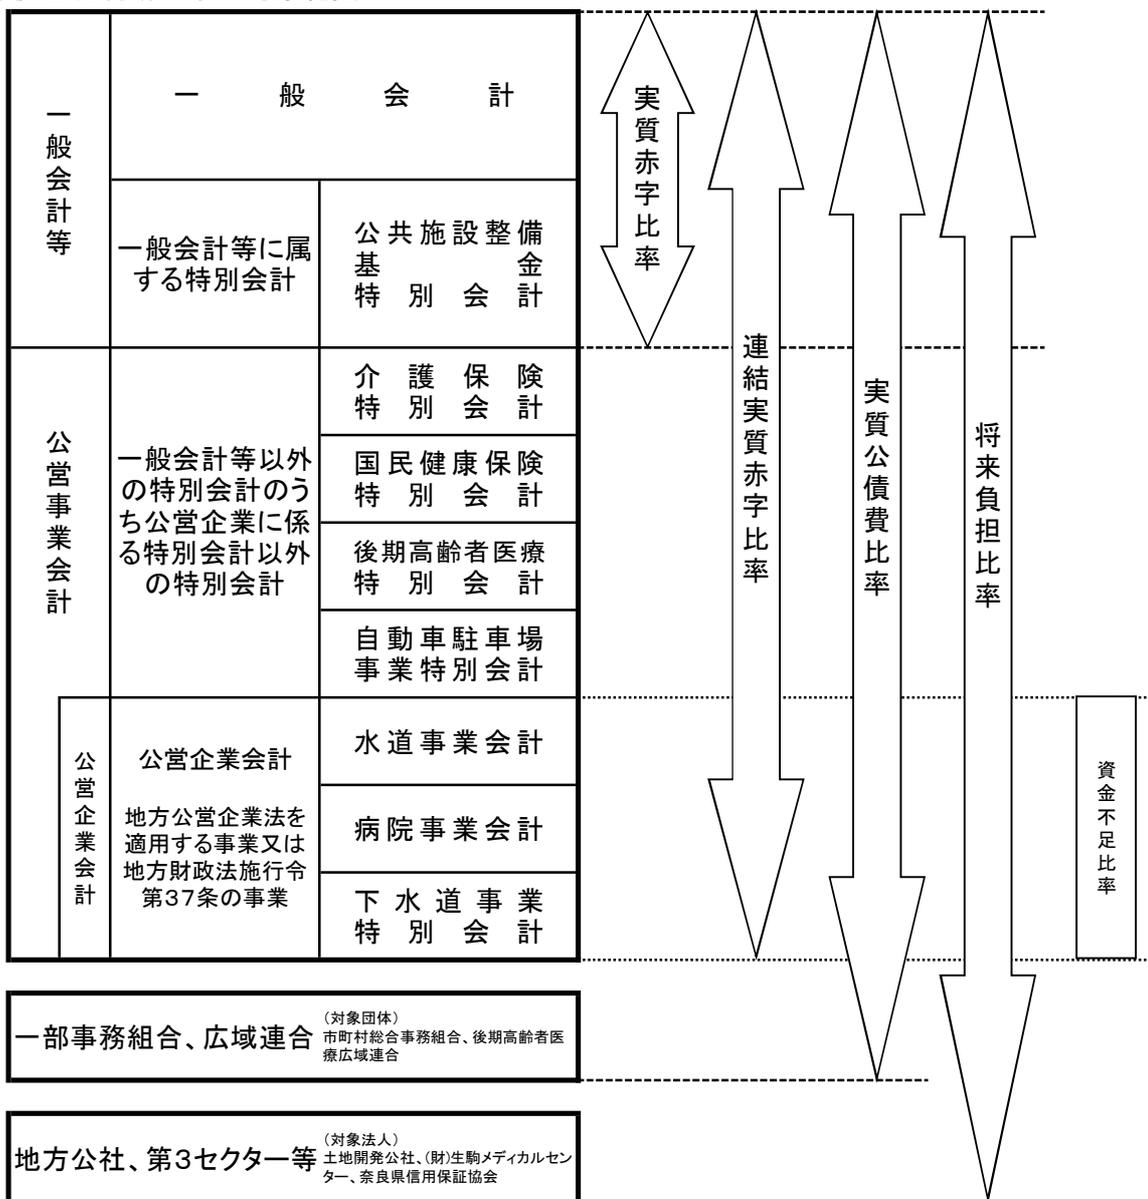 一般会計等
一般会計
一般会計等に属
する特別会計
公共施設整備
基金
特別会計
公営事業会計
一般会計等以外
の特別会計のう
ち公営企業に係
る特別会計以外
の特別会計
介護保険
特別会計
国民健康保険
特別会計
後期高齢者医療
特別会計
自動車駐車場
事業特別会計
公営企業会計
公営企業会計
地方公営企業法を
適用する事業又は
地方財政法施行令
第37条の事業
水道事業会計
病院事業会計
下水道事業
特別会計
実質赤字比率
連結実質赤字比率
実質公債費比率
将来負担比率
資金不足比率
一部事務組合、広域連合
(対象団体)
市町村総合事務組合、後期高齢者医
療広域連合
地方公社、第3セクター等
(対象法人)
土地開発公社、(財)生駒メディカルセン
ター、奈良県信用保証協会